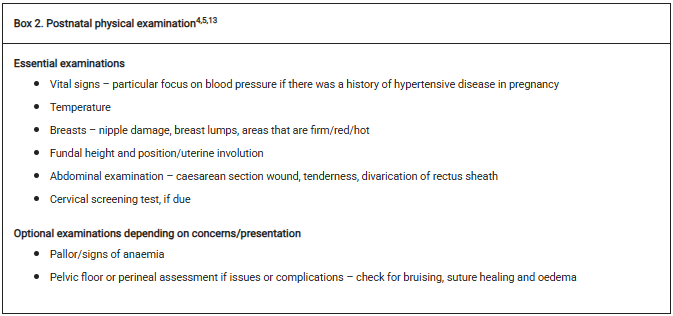 Box 2. Postnatal physical examination4,5,13
Essential examinations
• Vital signs – particular focus on blood pressure if there was a history of hypertensive disease in pregnancy
• Temperature
• Breasts – nipple damage, breast lumps, areas that are firm/red/hot
• Fundal height and position/uterine involution
• Abdominal examination – caesarean section wound, tenderness, divarication of rectus sheath
• Cervical screening test, if due
Optional examinations depending on concerns/presentation
• Pallor/signs of anaemia
• Pelvic floor or perineal assessment if issues or complications – check for bruising, suture healing and oedema